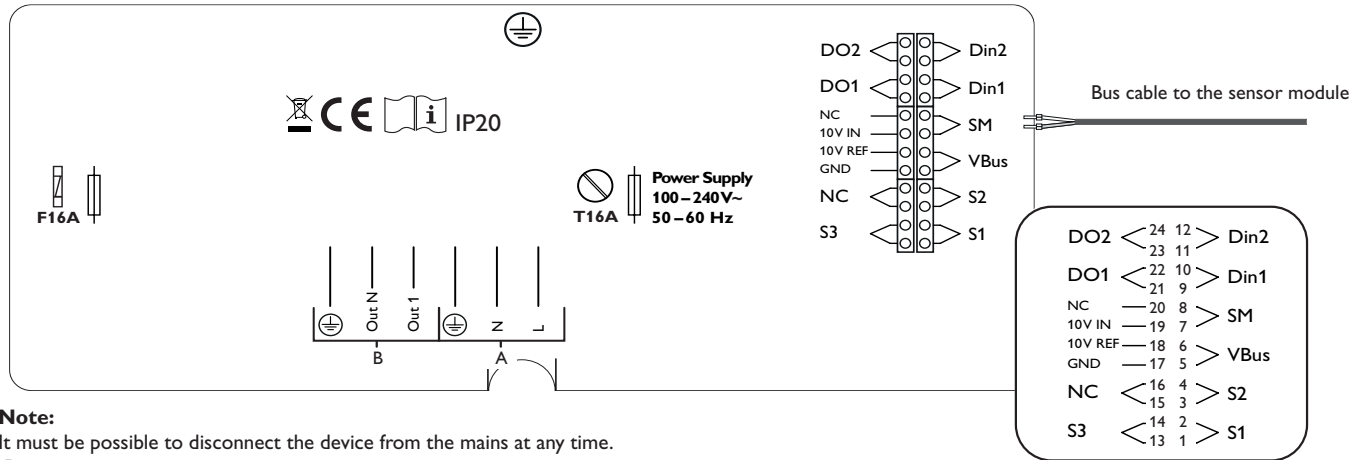 DO2 Din2
DO1 Din1
NC
10V IN SM
10V REF
GND VBus
NC S2
S3 S1
Bus cable to the sensor module
CE i IP20
F16A
T16A
Power Supply
100–240V~
50–60 Hz
Out N Out 1 N L
B A
DO2 24 12 Din2
23 11
DO1 22 10 Din1
21 9
NC 20 8 SM
10V IN 19 7
10V REF 18 6 VBus
GND 17 5
NC 16 4 S2
15 3
S3 14 2 S1
13 1
Note:
It must be possible to disconnect the device from the mains at any time.